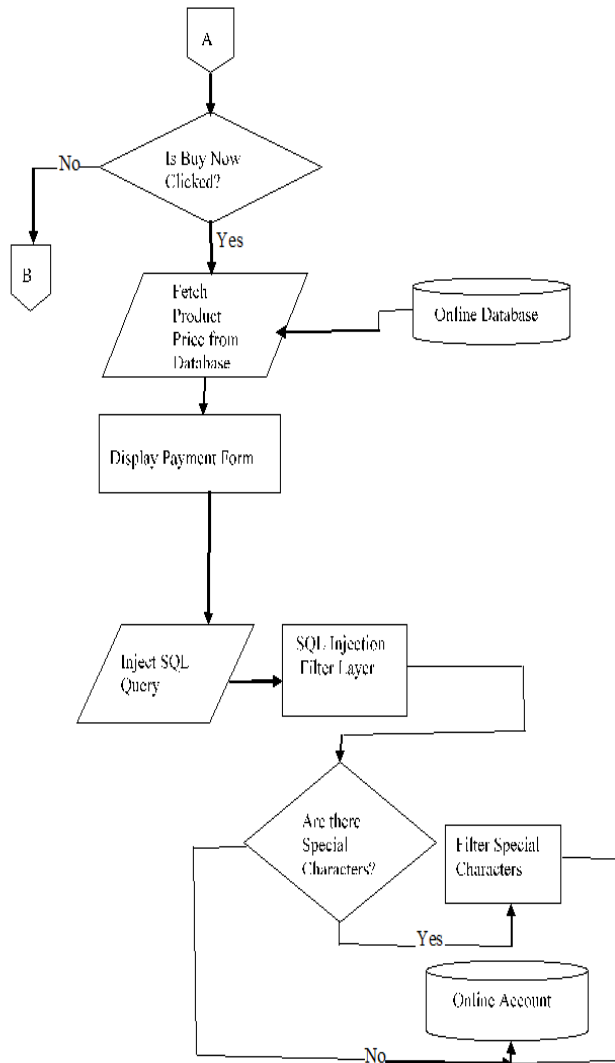 A
Is Buy Now
Clicked?
No
Yes
B
Fetch
Product
Price from
Database
Online Database
Display Payment Form
Inject SQL
Query
SQL Injection
Filter Layer
Are there
Special
Characters?
Filter Special
Characters
Yes
Online Account
No